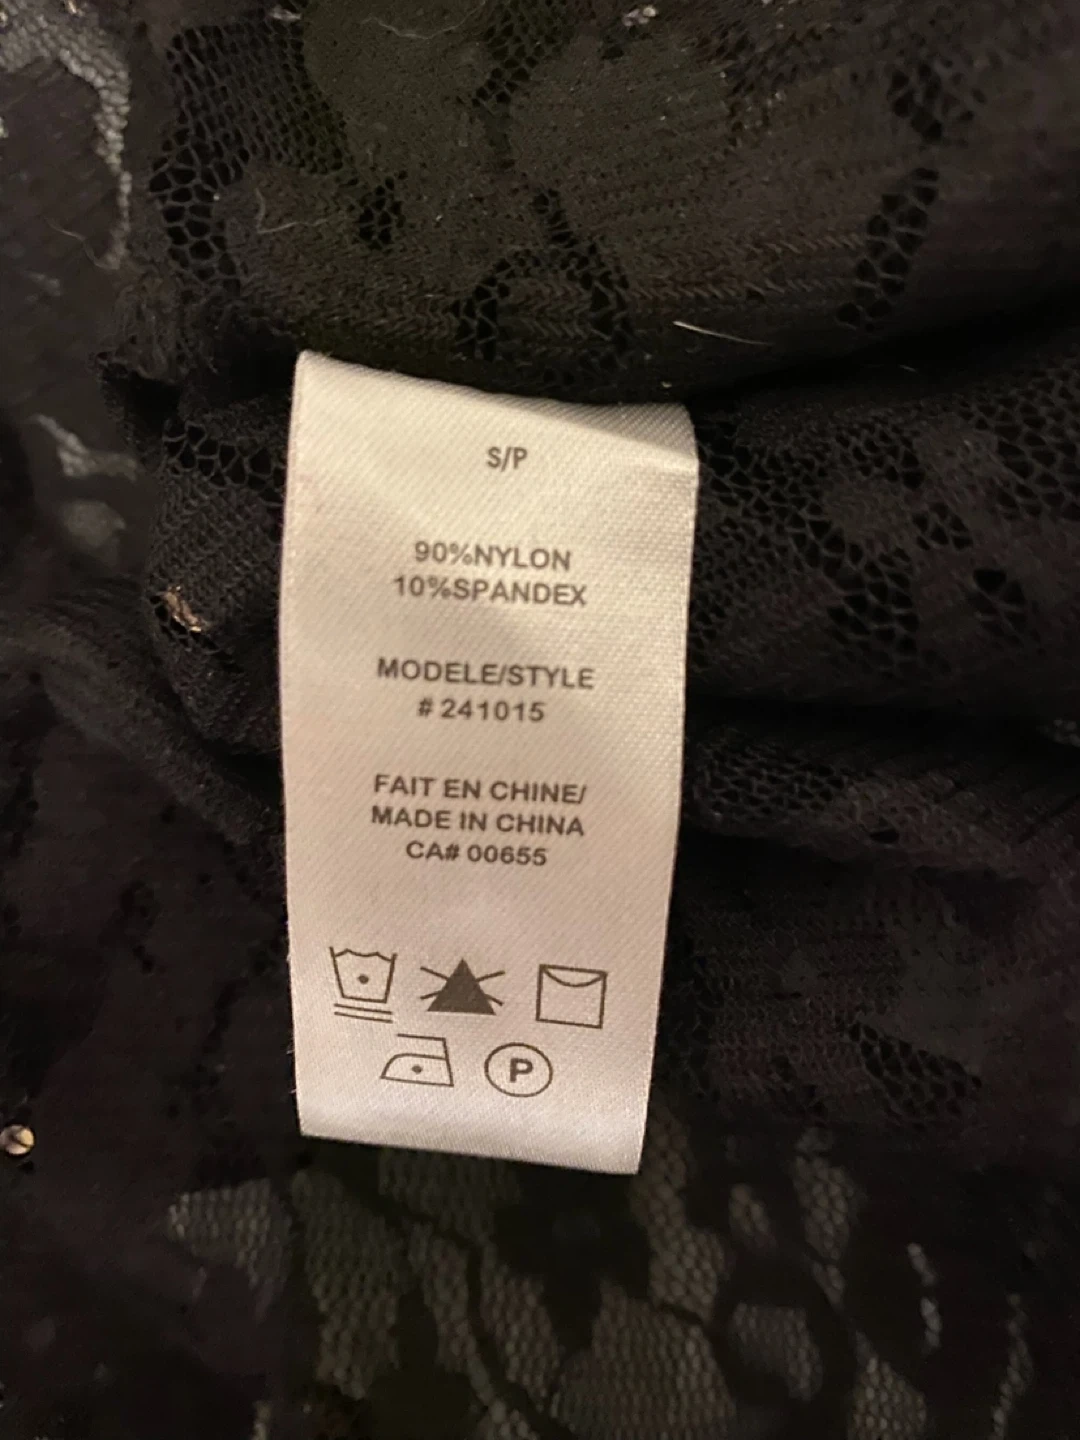 S/P
90%NYLON
10%SPANDEX
MODELE/STYLE
# 241015
FAIT EN CHINE/
MADE IN CHINA
CA# 00655
P